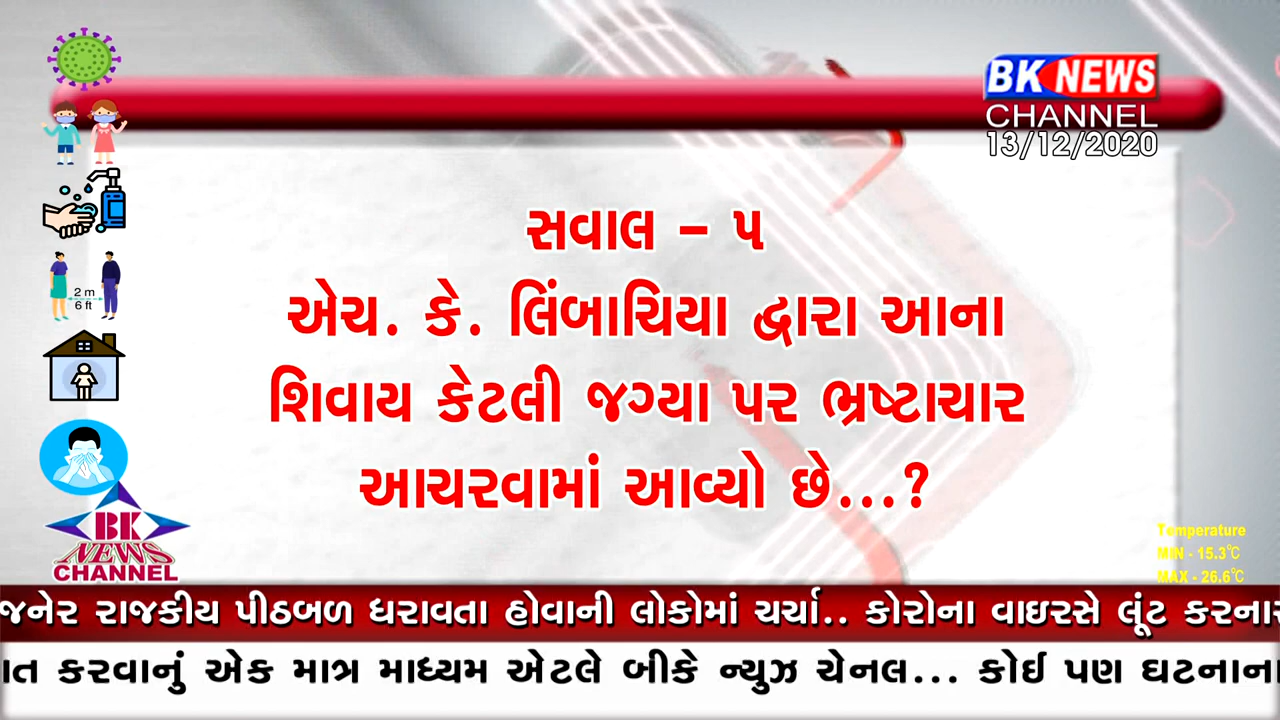 BK NEWS
CHANNEL
13/12/2020
સવાલ – ૫
એચ. કે. લિંબાચિયા દ્વારા આના
શિવાય કેટલી જગ્યા પર ભ્રષ્ટાચાર
આચરવામાં આવ્યો છે...?
2 m
6 ft
BK
NEWS
CHANNEL
Temperature
MIN - 15.3℃
MAX - 26.6℃
જનેર રાજકીય પીઠબળ ધરાવતા હોવાની લોકોમાં ચર્ચા.. કોરોના વાઇરસે લૂંટ કરનાર
ત કરવાનું એક માત્ર માધ્યમ એટલે બીકે ન્યુઝ ચેનલ... કોઈ પણ ઘટનાના